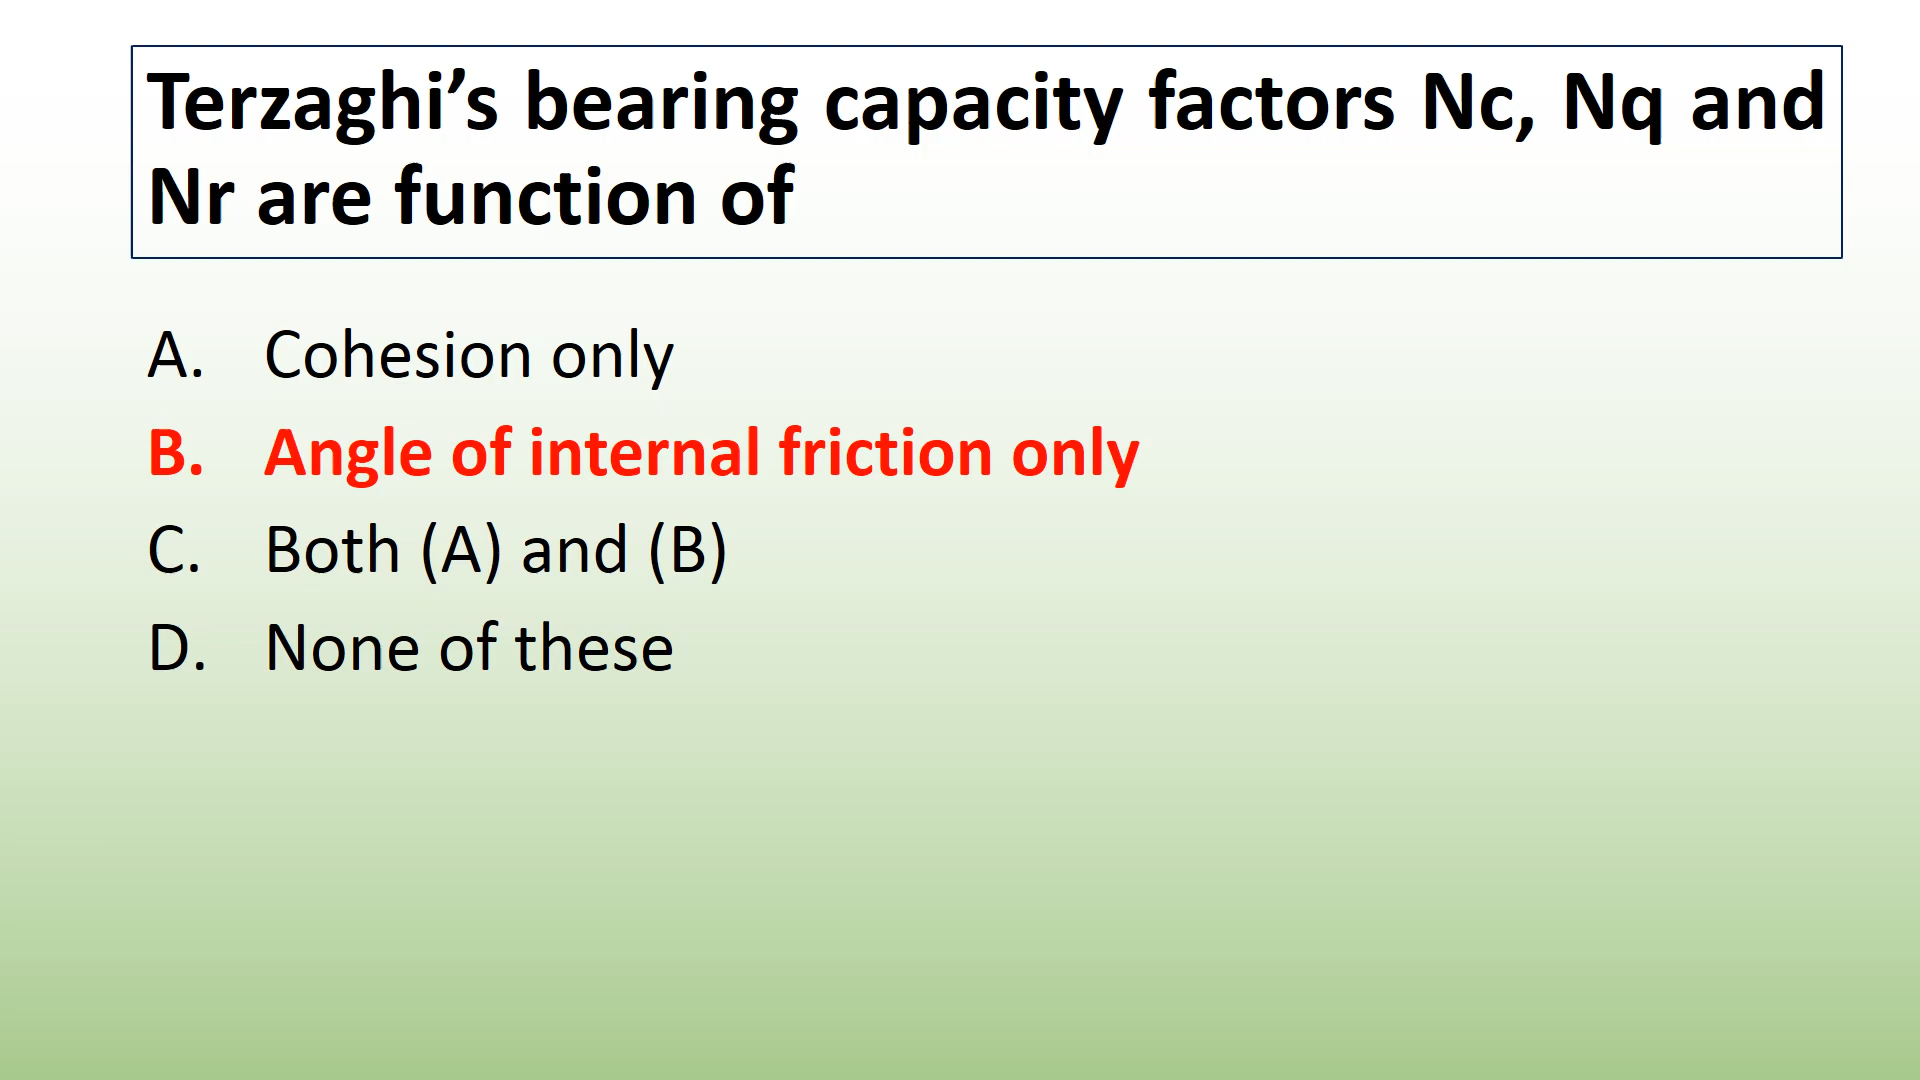 Terzaghi’s bearing capacity factors Nc, Nq and
Nr are function of
A. Cohesion only
B. Angle of internal friction only
C. Both (A) and (B)
D. None of these